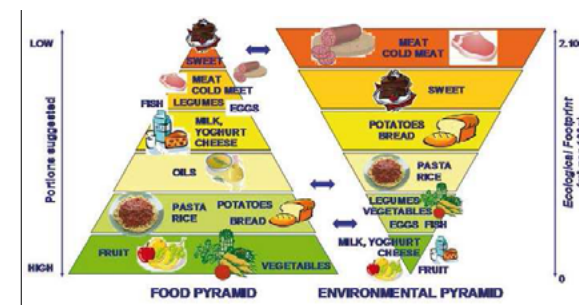 LOW
HIGH
Portions suggested
SWEET
MEAT
COLD MEET
FISH LEGUMES EGGS
MILK,
YOGHURT
CHEESE
OILS
PASTA
RICE
POTATOES
BREAD
FRUIT
VEGETABLES
FOOD PYRAMID
MEAT
COLD MEAT
SWEET
POTATOES
BREAD
PASTA
RICE
LEGUMES
VEGETABLES
EGGS FISH
MILK, YOGHURT
CHEESE
FRUIT
ENVIRONMENTAL PYRAMID
2.10
0
Ecological Footprint